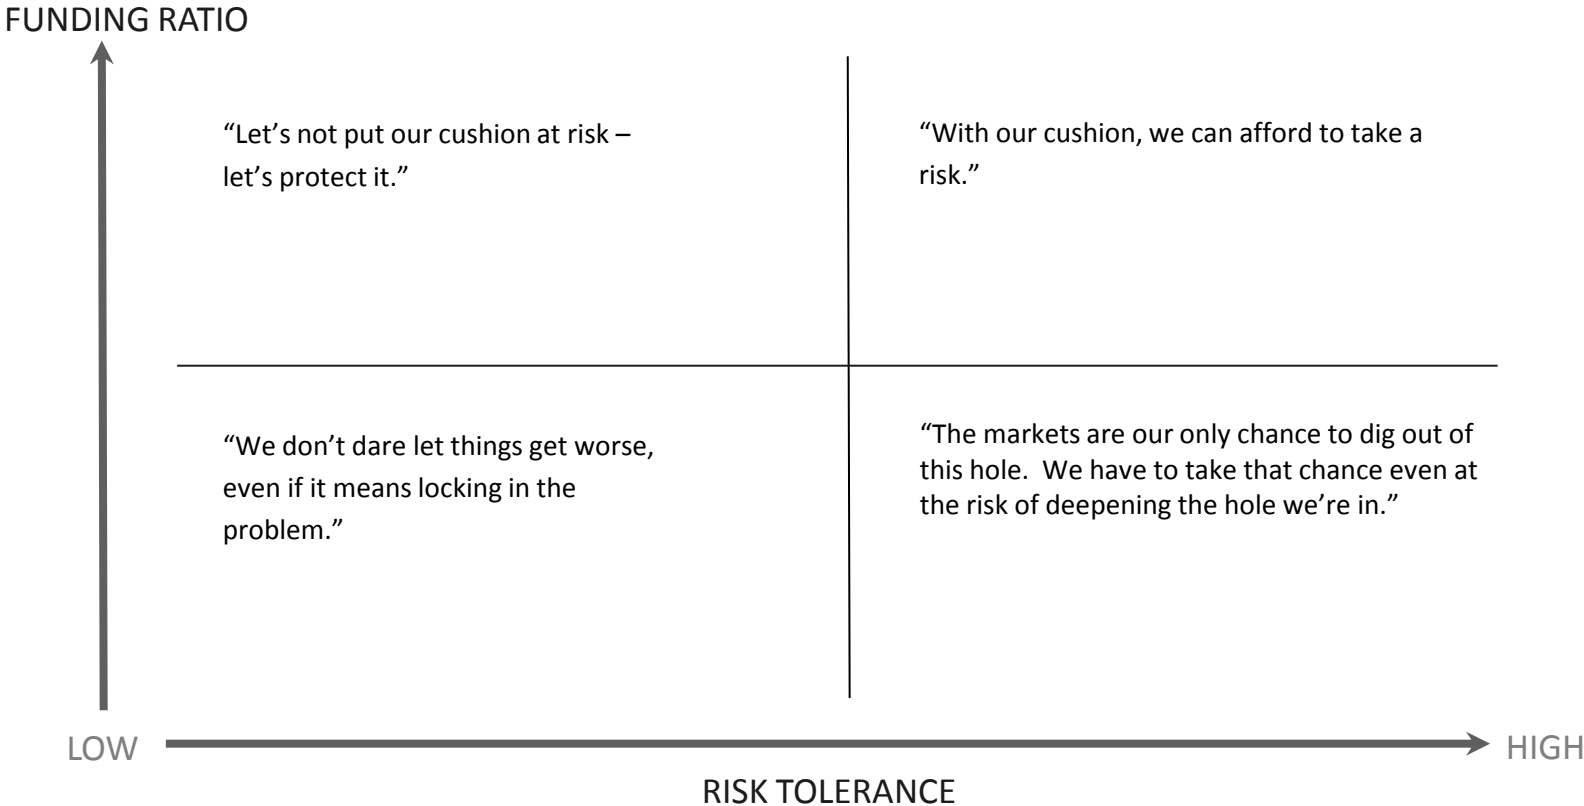 FUNDING RATIO
“Let’s not put our cushion at risk –
let’s protect it.”
“With our cushion, we can afford to take a
risk.”
“We don’t dare let things get worse,
even if it means locking in the
problem.”
“The markets are our only chance to dig out of
this hole.  We have to take that chance even at
the risk of deepening the hole we’re in.”
LOW
HIGH
RISK TOLERANCE